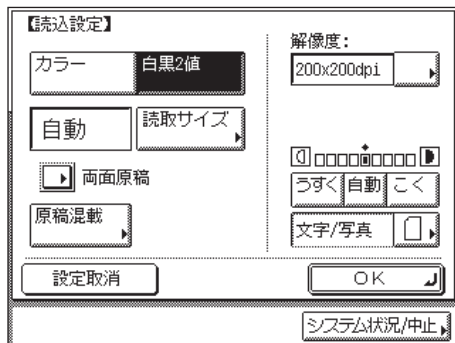 【読込設定】
カラー
白黒2値
自動
読取サイズ
両面原稿
原稿混載
解像度:
200x200dpi
うすく
自動
こく
文字/写真
設定取消
OK
システム状況/中止